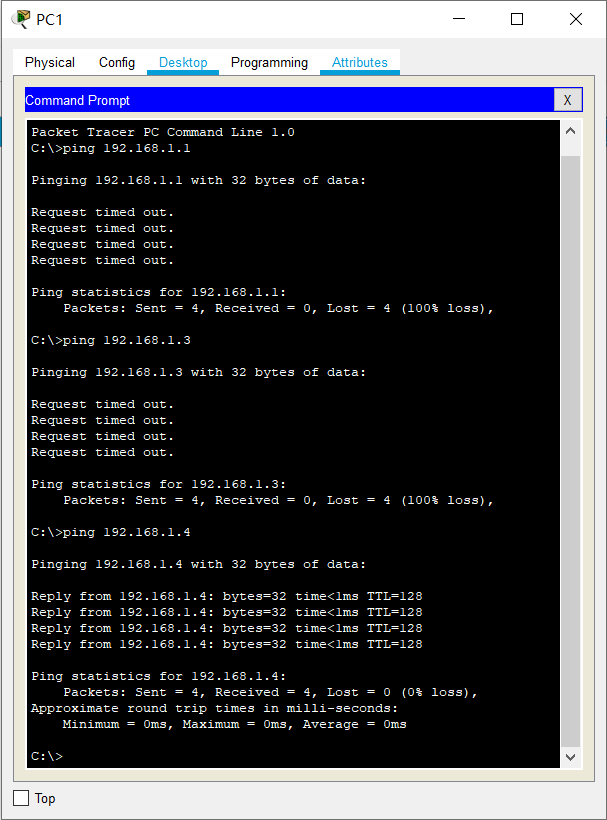 PC1
Physical Config Desktop Programming Attributes
Command Prompt X
Packet Tracer PC Command Line 1.0
C:\>ping 192.168.1.1
Pinging 192.168.1.1 with 32 bytes of data:
Request timed out.
Request timed out.
Request timed out.
Request timed out.
Ping statistics for 192.168.1.1:
Packets: Sent = 4, Received = 0, Lost = 4 (100% loss),
C:\>ping 192.168.1.3
Pinging 192.168.1.3 with 32 bytes of data:
Request timed out.
Request timed out.
Request timed out.
Request timed out.
Ping statistics for 192.168.1.3:
Packets: Sent = 4, Received = 0, Lost = 4 (100% loss),
C:\>ping 192.168.1.4
Pinging 192.168.1.4 with 32 bytes of data:
Reply from 192.168.1.4: bytes=32 time<1ms TTL=128
Reply from 192.168.1.4: bytes=32 time<1ms TTL=128
Reply from 192.168.1.4: bytes=32 time<1ms TTL=128
Reply from 192.168.1.4: bytes=32 time<1ms TTL=128
Ping statistics for 192.168.1.4:
Packets: Sent = 4, Received = 4, Lost = 0 (0% loss),
Approximate round trip times in milli-seconds:
Minimum = 0ms, Maximum = 0ms, Average = 0ms
C:\>
Top